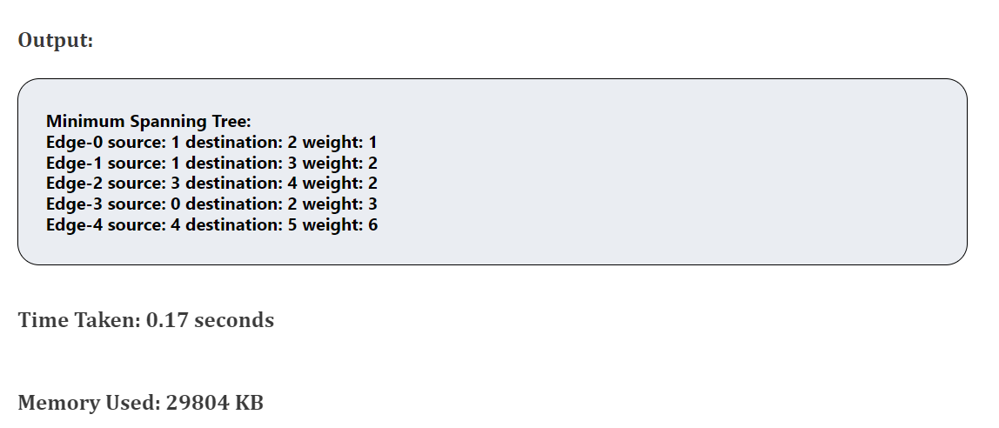 Output:
Minimum Spanning Tree:
Edge-0 source: 1 destination: 2 weight: 1
Edge-1 source: 1 destination: 3 weight: 2
Edge-2 source: 3 destination: 4 weight: 2
Edge-3 source: 0 destination: 2 weight: 3
Edge-4 source: 4 destination: 5 weight: 6
Time Taken: 0.17 seconds
Memory Used: 29804 KB